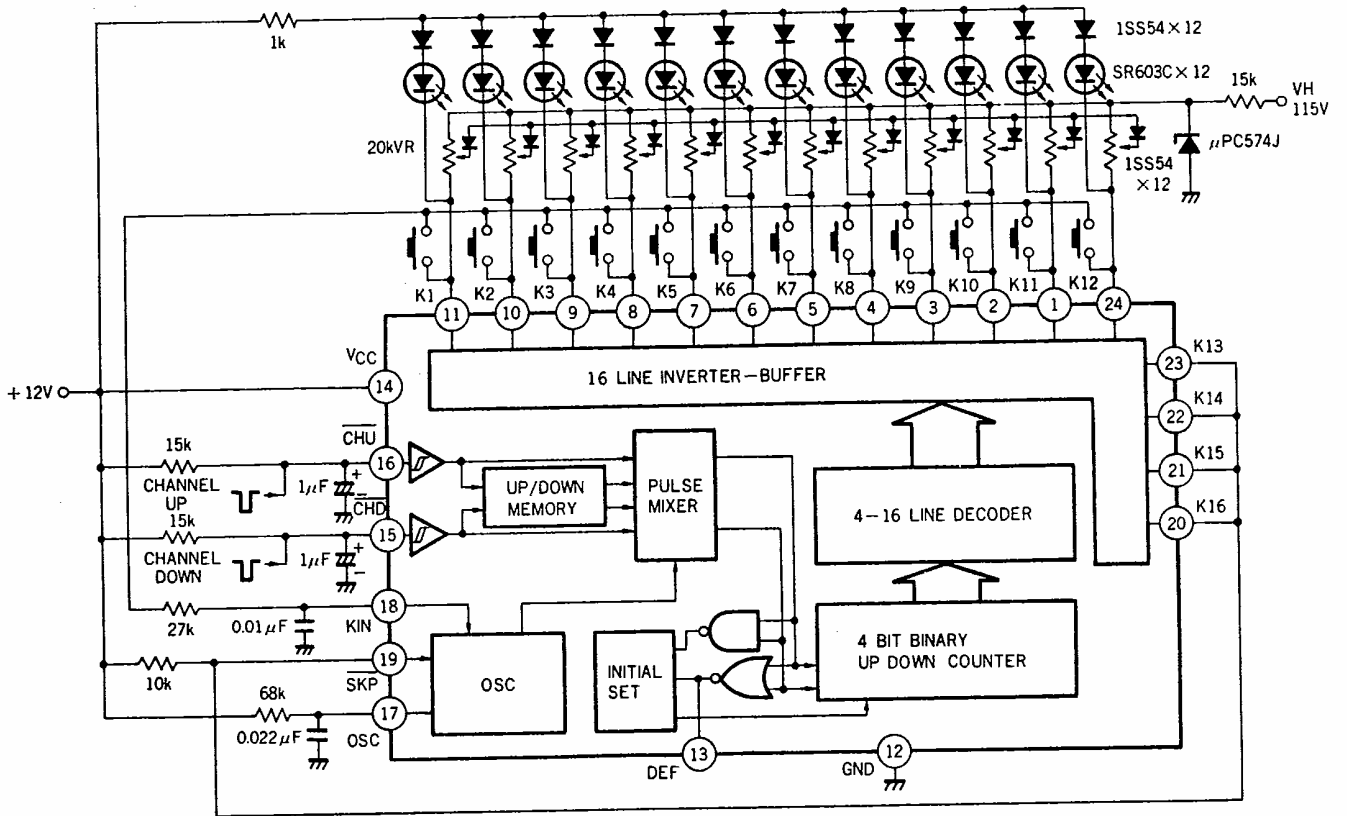 1k
1SS54×12
SR603C×12
15k
VH
115V
20kVR
1SS54
×12
μPC574J
K1 K2 K3 K4 K5 K6 K7 K8 K9 K10 K11 K12
11 10 9 8 7 6 5 4 3 2 1 24
VCC
14
+12V
16 LINE INVERTER-BUFFER
23 K13
22 K14
21 K15
20 K16
15k
CHU
16
CHANNEL
UP
1μF
+
-
CHD
15k
15
CHANNEL
DOWN
1μF
+
-
UP/DOWN
MEMORY
PULSE
MIXER
4-16 LINE DECODER
27k
0.01μF
18
KIN
10k
19
SKP
OSC
68k
17
0.022μF
OSC
INITIAL
SET
4 BIT BINARY
UP DOWN COUNTER
13
DEF
12
GND